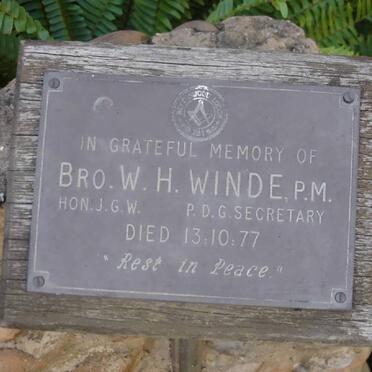 IN GRATEFUL MEMORY OF
BRO. W. H. WINDE, P.M.
HON. J. G. W. P. D. G. SECRETARY
DIED 13:10:77
"Rest in Peace."